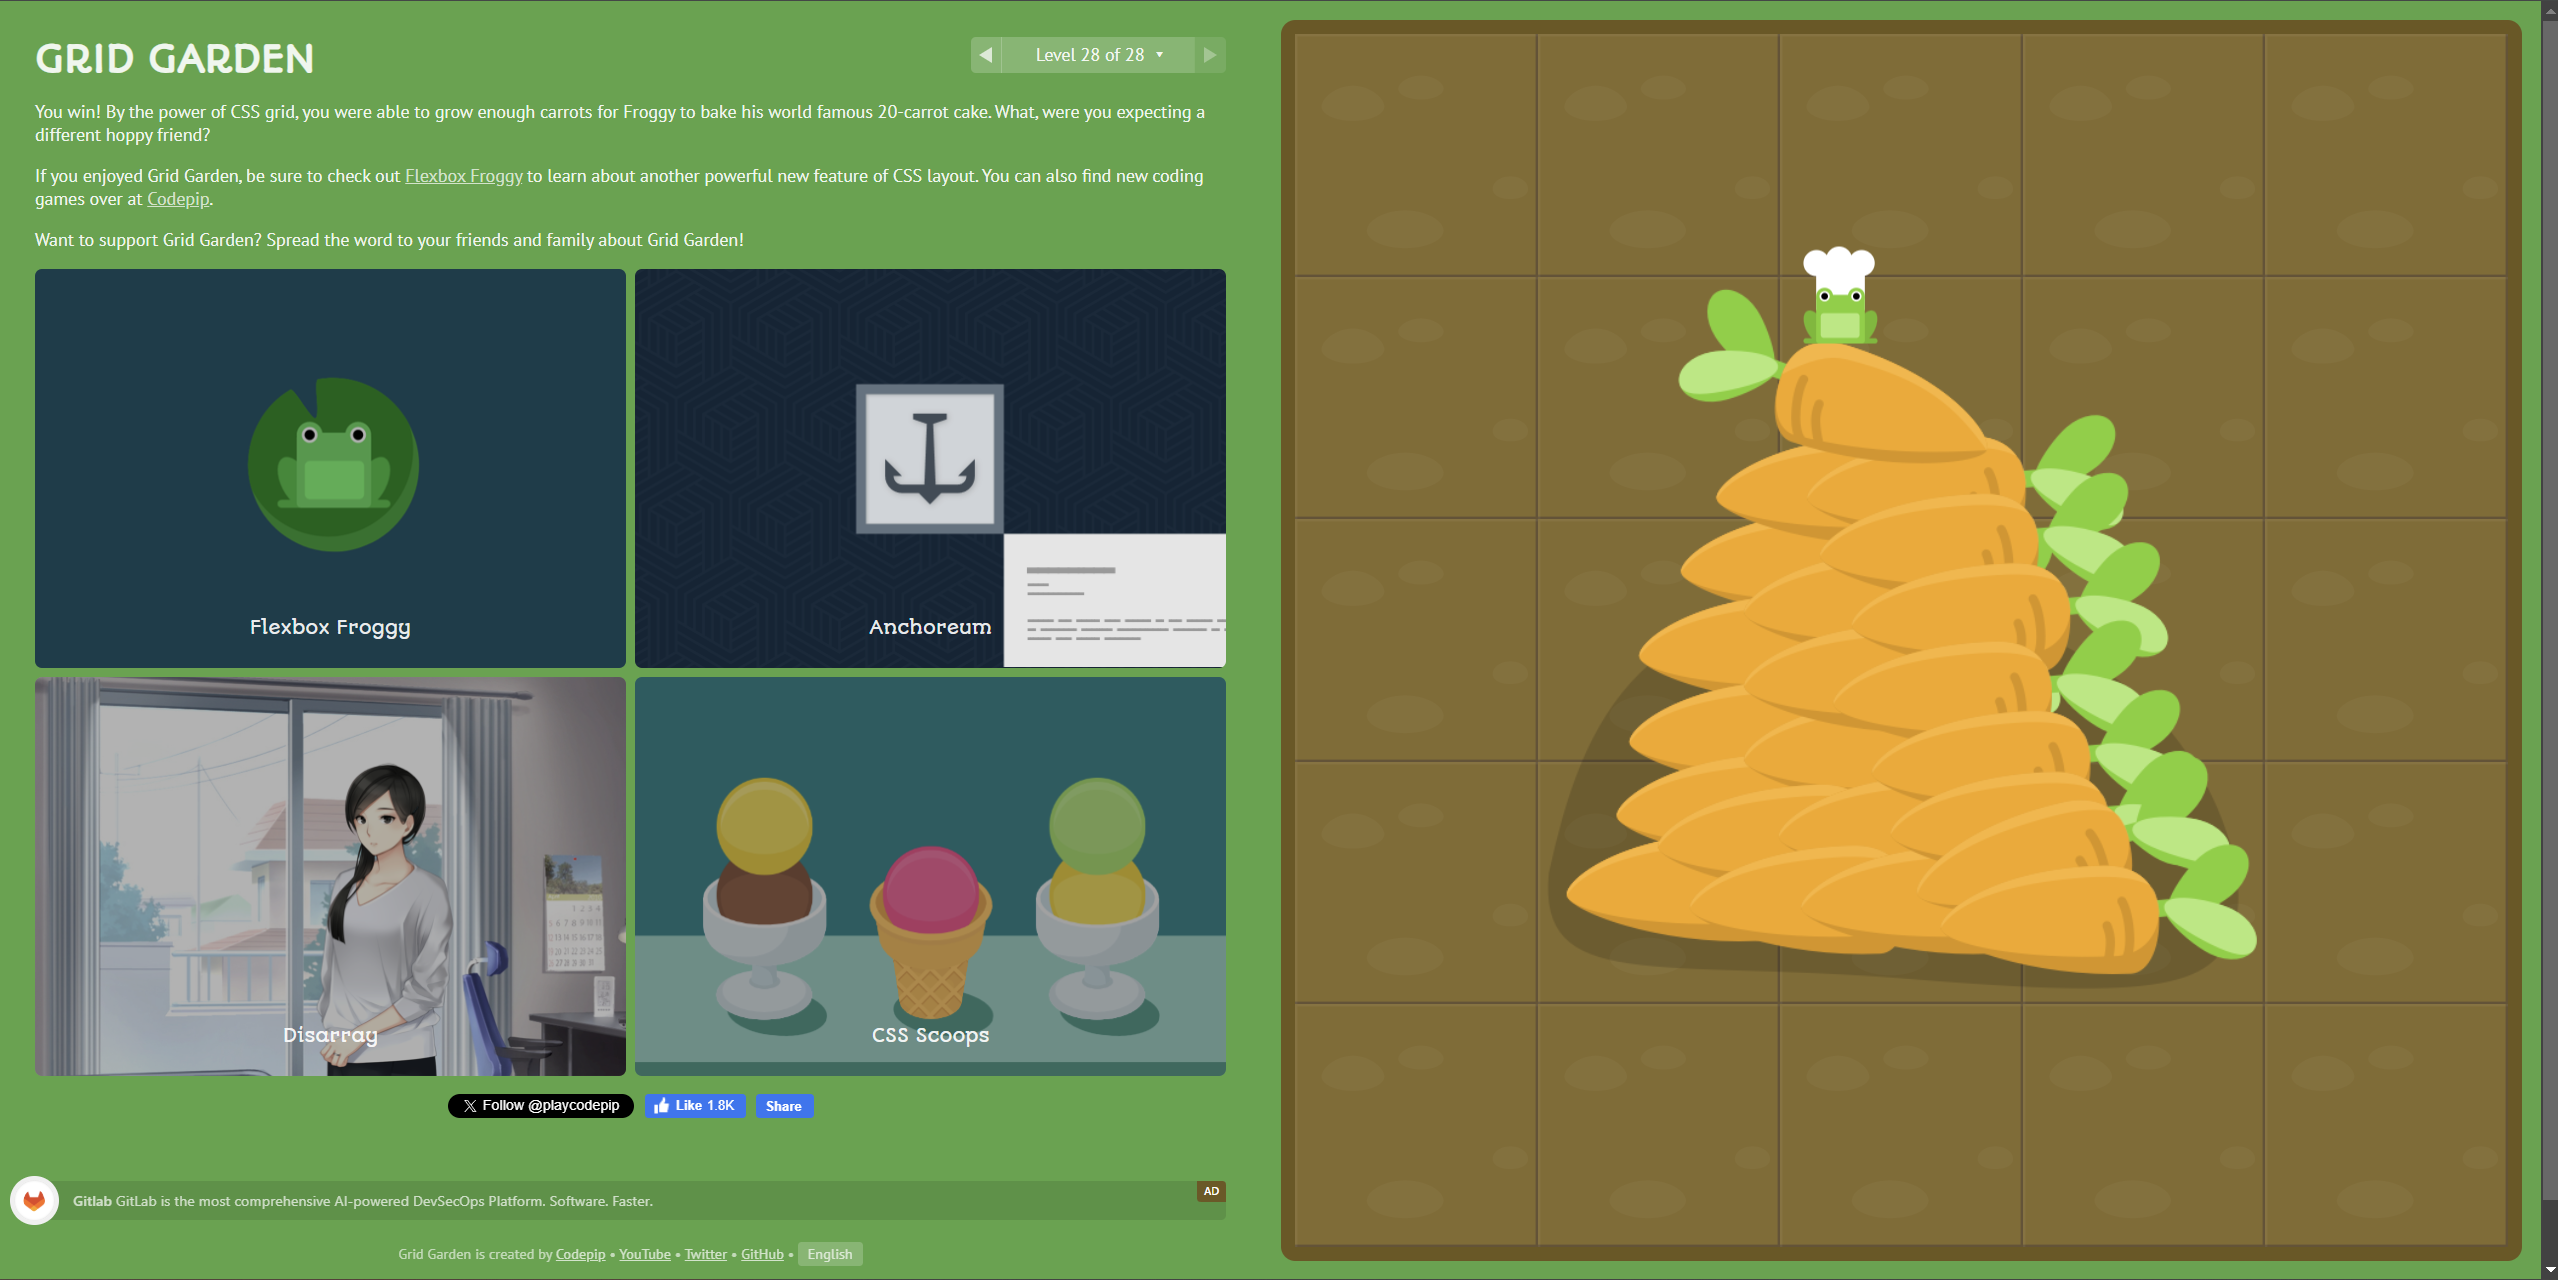 GRID GARDEN
Level 28 of 28
You win! By the power of CSS grid, you were able to grow enough carrots for Froggy to bake his world famous 20-carrot cake. What, were you expecting a
different hoppy friend?
If you enjoyed Grid Garden, be sure to check out Flexbox Froggy to learn about another powerful new feature of CSS layout. You can also find new coding
games over at Codepip.
Want to support Grid Garden? Spread the word to your friends and family about Grid Garden!
Flexbox Froggy
Anchoreum
Disarray
CSS Scoops
Follow @playcodepip
Like 1.8K
Share
Gitlab GitLab is the most comprehensive AI-powered DevSecOps Platform. Software. Faster.
AD
Grid Garden is created by Codepip • YouTube • Twitter • GitHub • English